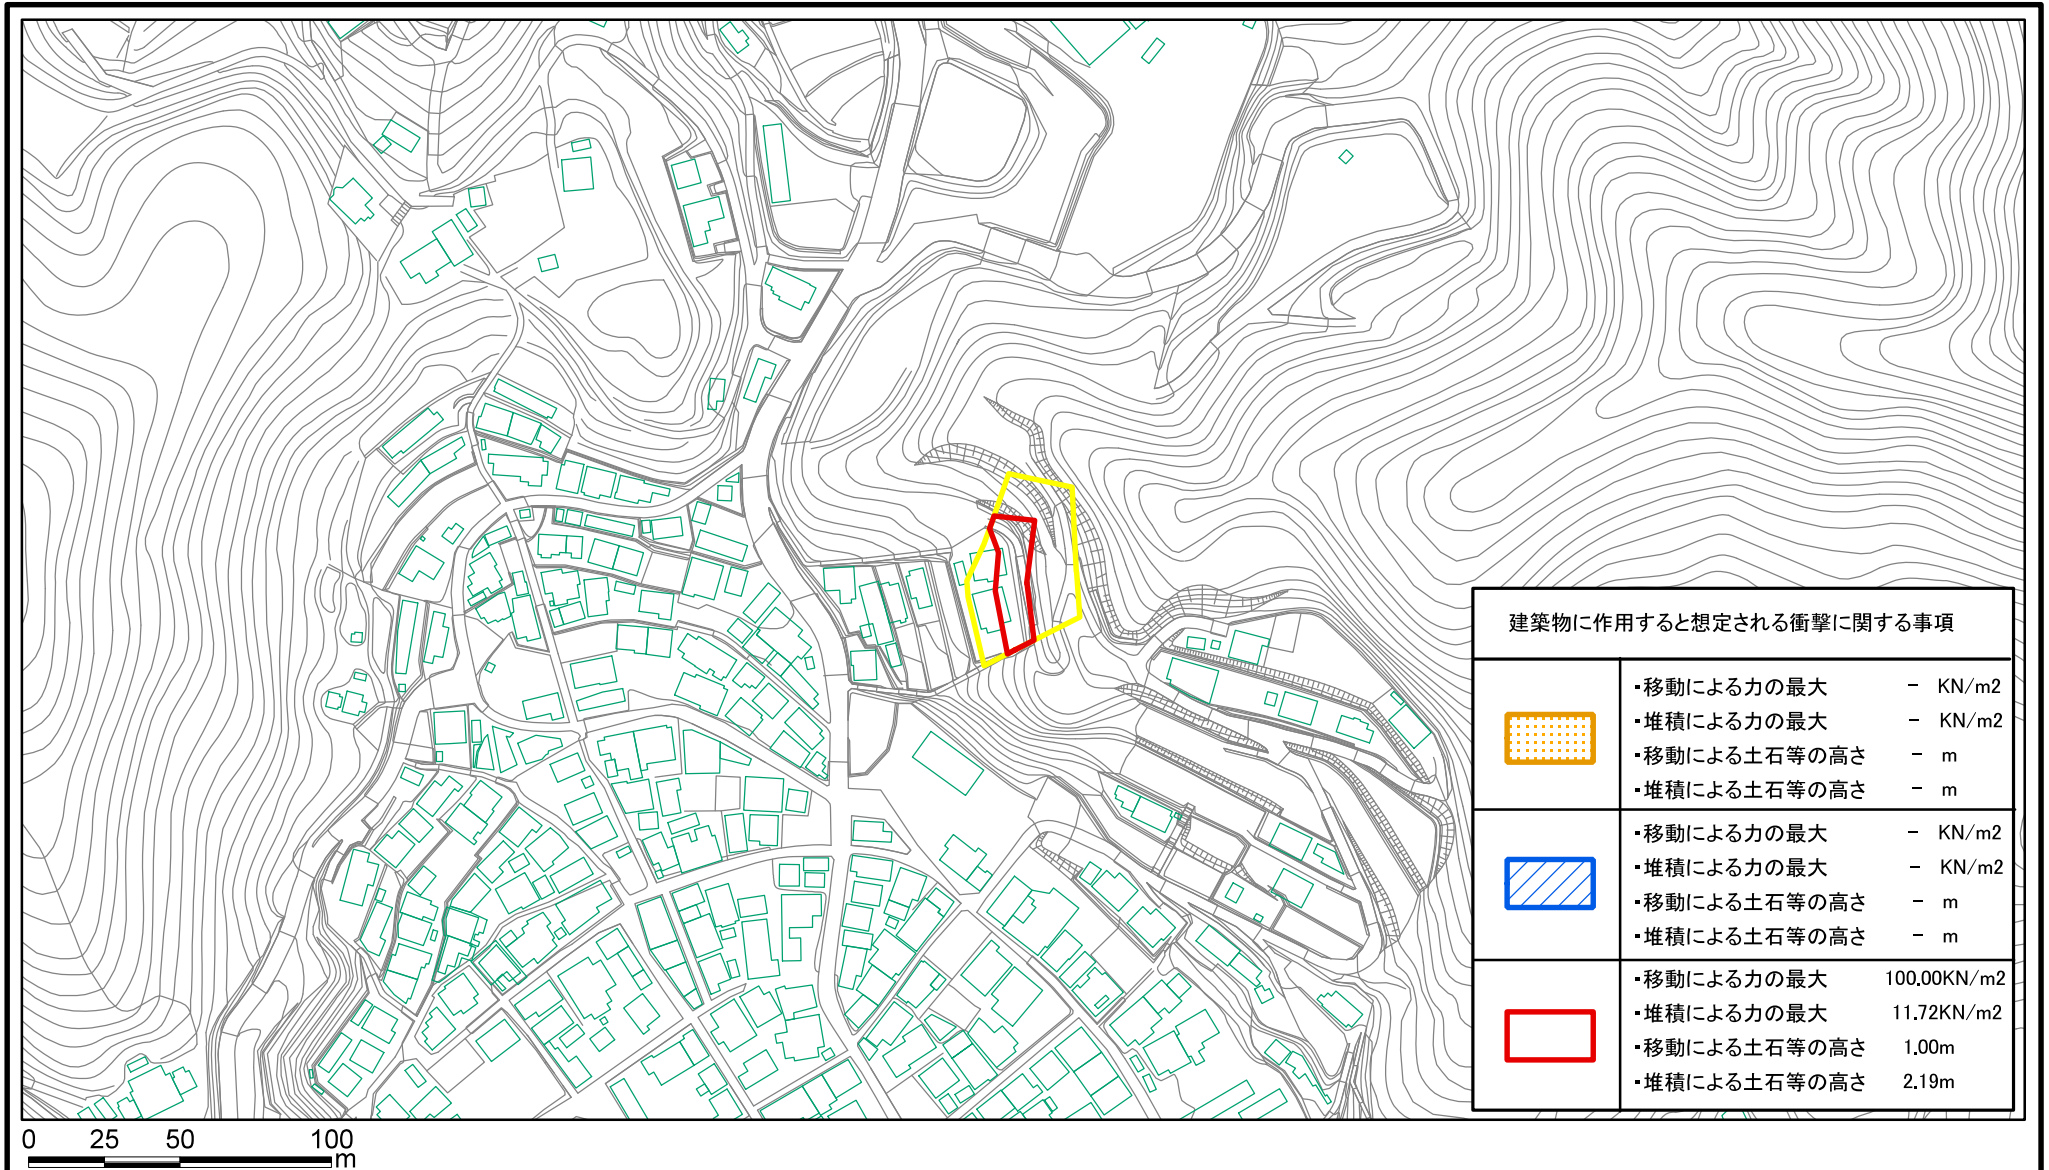 建築物に作用すると想定される衝撃に関する事項
・移動による力の最大 - KN/m2
・堆積による力の最大 - KN/m2
・移動による土石等の高さ - m
・堆積による土石等の高さ - m
・移動による力の最大 - KN/m2
・堆積による力の最大 - KN/m2
・移動による土石等の高さ - m
・堆積による土石等の高さ - m
・移動による力の最大 100.00KN/m2
・堆積による力の最大 11.72KN/m2
・移動による土石等の高さ 1.00m
・堆積による土石等の高さ 2.19m
0 25 50 100
m